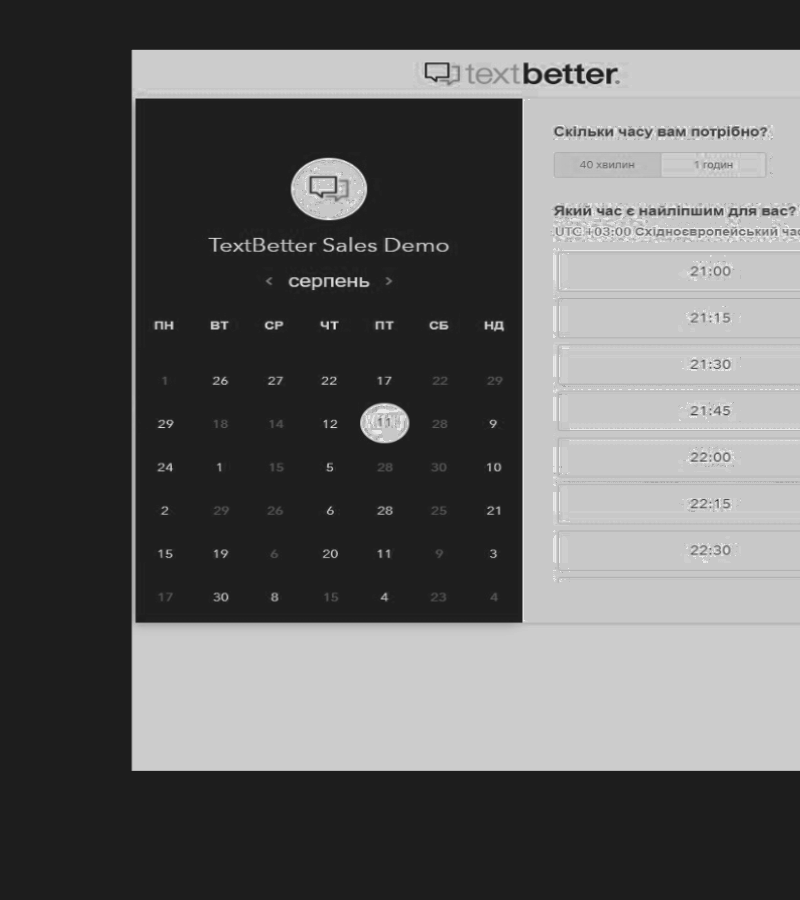 textbetter.
TextBetter Sales Demo
< серпень >
ПН ВТ СР ЧТ ПТ СБ НД
1 26 27 22 17 22 29
29 18 14 12 11 28 9
24 1 15 5 28 30 10
2 29 26 6 28 25 21
15 19 6 20 11 9 3
17 30 8 15 4 23 4
Скільки часу вам потрібно?
40 хвилин 1 годин
Який час є найліпшим для вас?
UTC +03:00 Східноєвропейський час
21:00
21:15
21:30
21:45
22:00
22:15
22:30